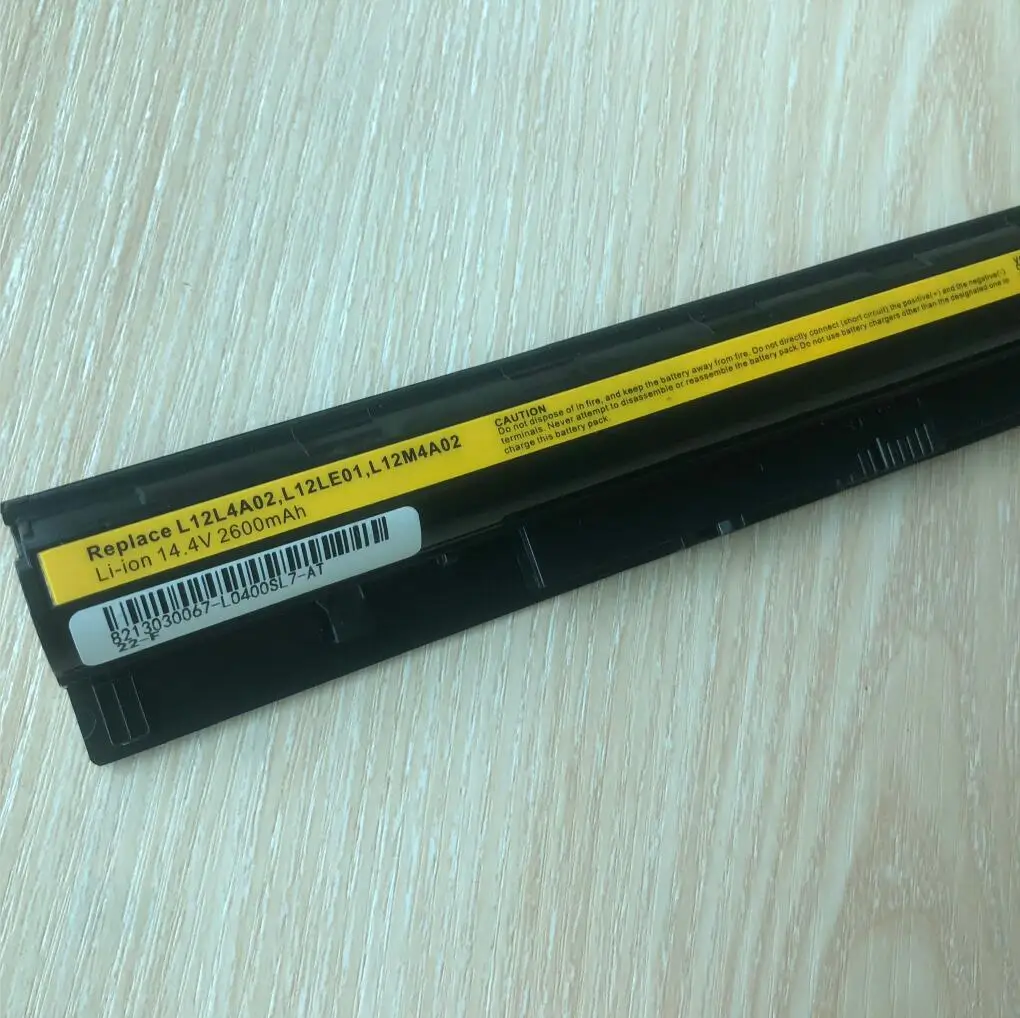 Replace L12L4A02,L12LE01,L12M4A02
Li-ion 14.4V 2600mAh
8213030067-L0400SL7-AT
22-F
CAUTION
Do not dispose of in fire, and keep the battery away from fire. Do not directly connect (short circuit) the positive(+) and the negative(-)
terminals. Never attempt to disassemble or reassemble the battery pack.Do not use battery chargers other than the designated one to
charge this battery pack.